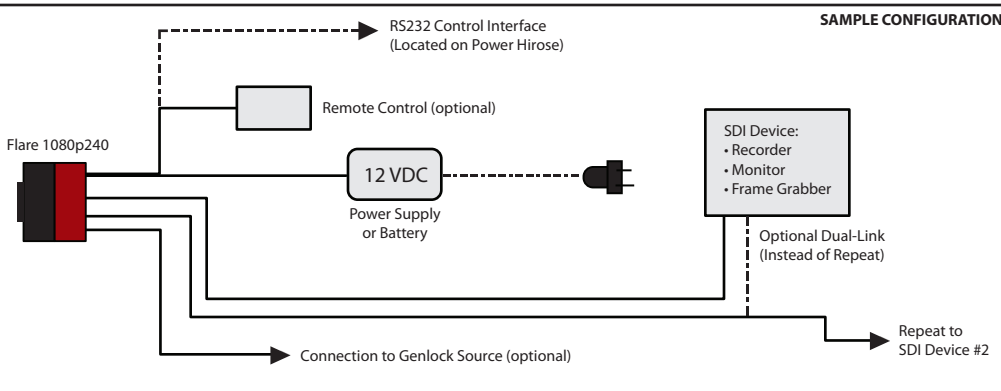 SAMPLE CONFIGURATION
RS232 Control Interface
(Located on Power Hirose)
Remote Control (optional)
Flare 1080p240
12 VDC
Power Supply
or Battery
SDI Device:
• Recorder
• Monitor
• Frame Grabber
Optional Dual-Link
(Instead of Repeat)
Repeat to
SDI Device #2
Connection to Genlock Source (optional)